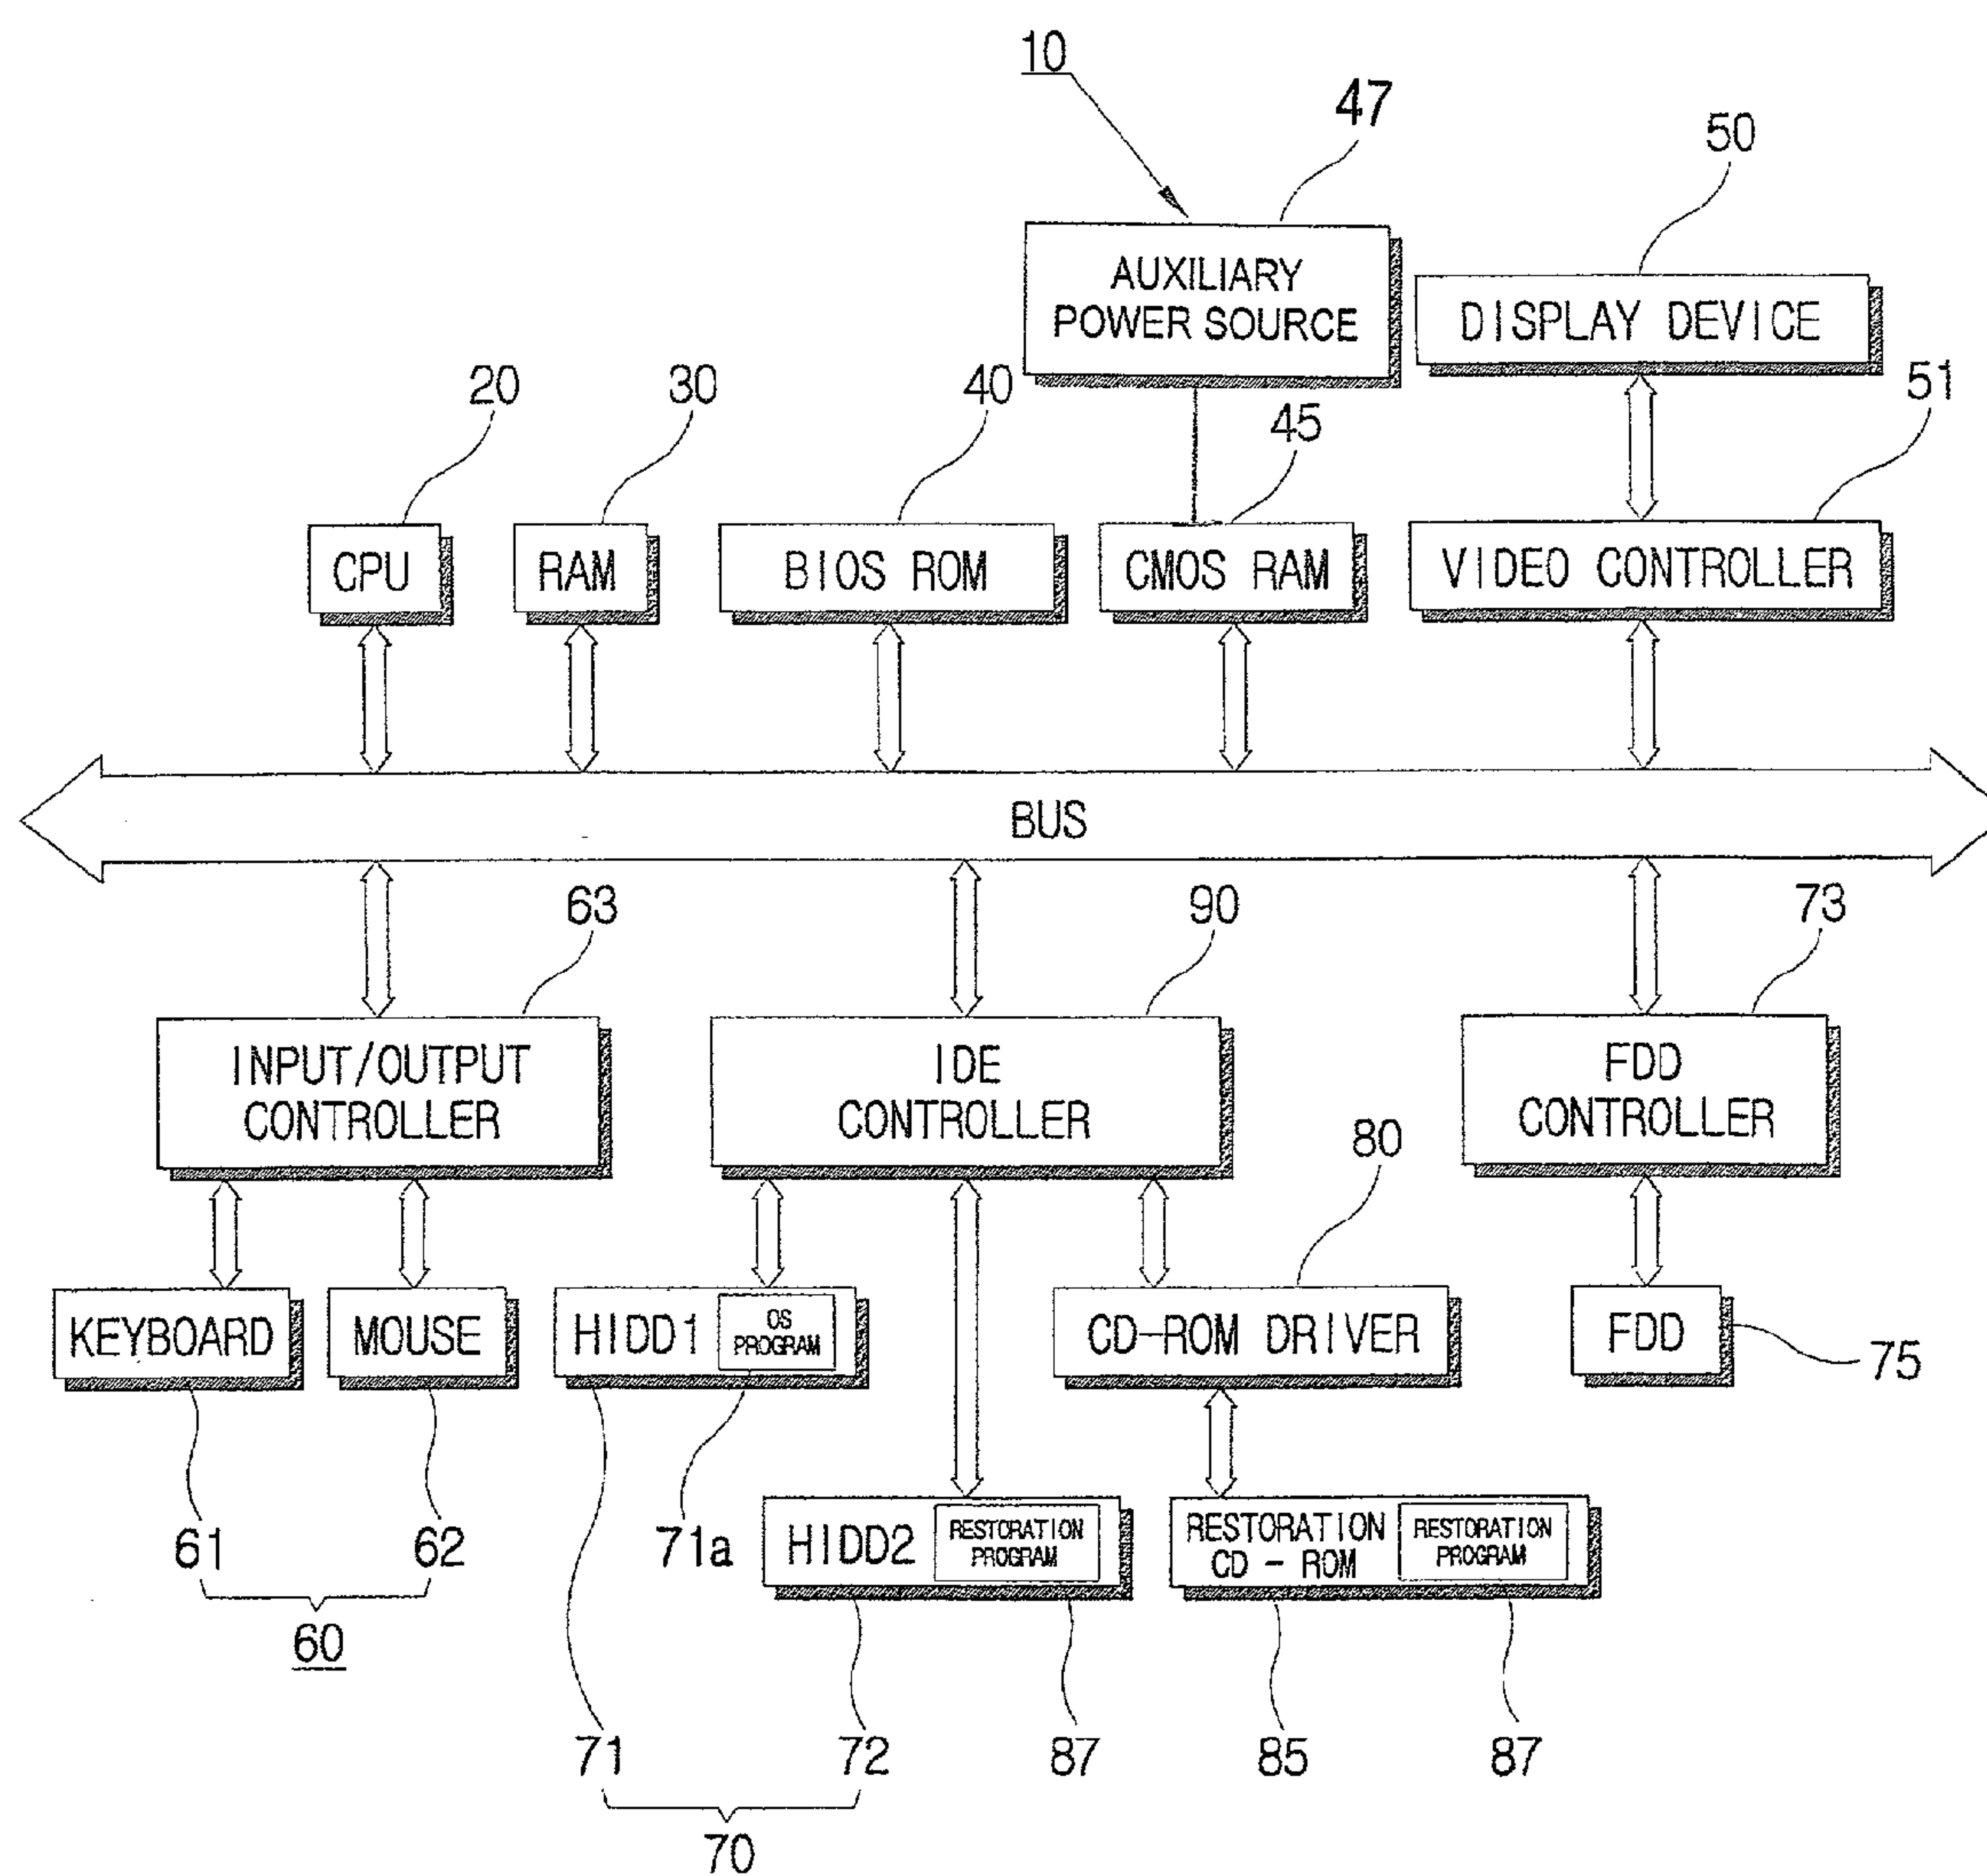 10
47
50
AUXILIARY
POWER SOURCE
DISPLAY DEVICE
20
30
40
45
51
CPU
RAM
BIOS ROM
CMOS RAM
VIDEO CONTROLLER
BUS
63
90
73
INPUT/OUTPUT
CONTROLLER
IDE
CONTROLLER
FDD
CONTROLLER
80
KEYBOARD
MOUSE
HIDD1
OS
PROGRAM
CD-ROM DRIVER
FDD
75
61
62
71a
HIDD2
RESTORATION
PROGRAM
RESTORATION
CD - ROM
RESTORATION
PROGRAM
60
71
72
87
85
87
70